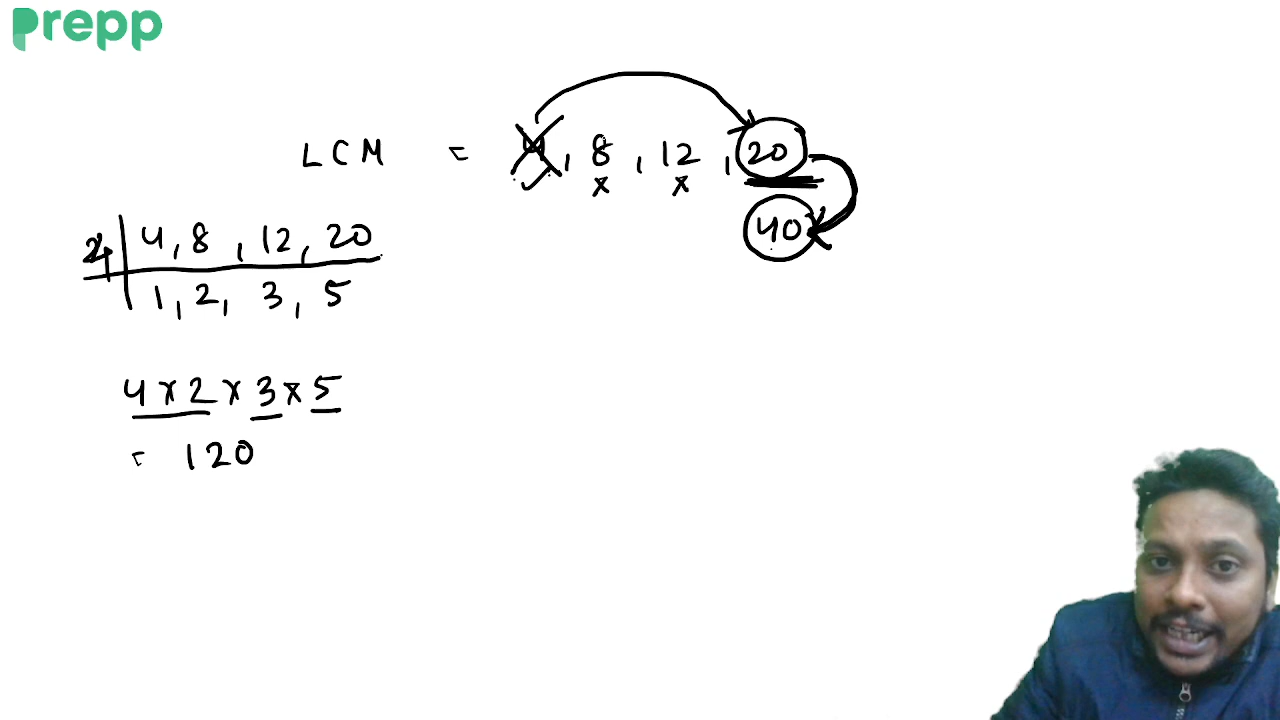 Prepp
LCM = 4, 8, 12, 20
x x
40
4 | 4, 8, 12, 20
1, 2, 3, 5
4 x 2 x 3 x 5
= 120